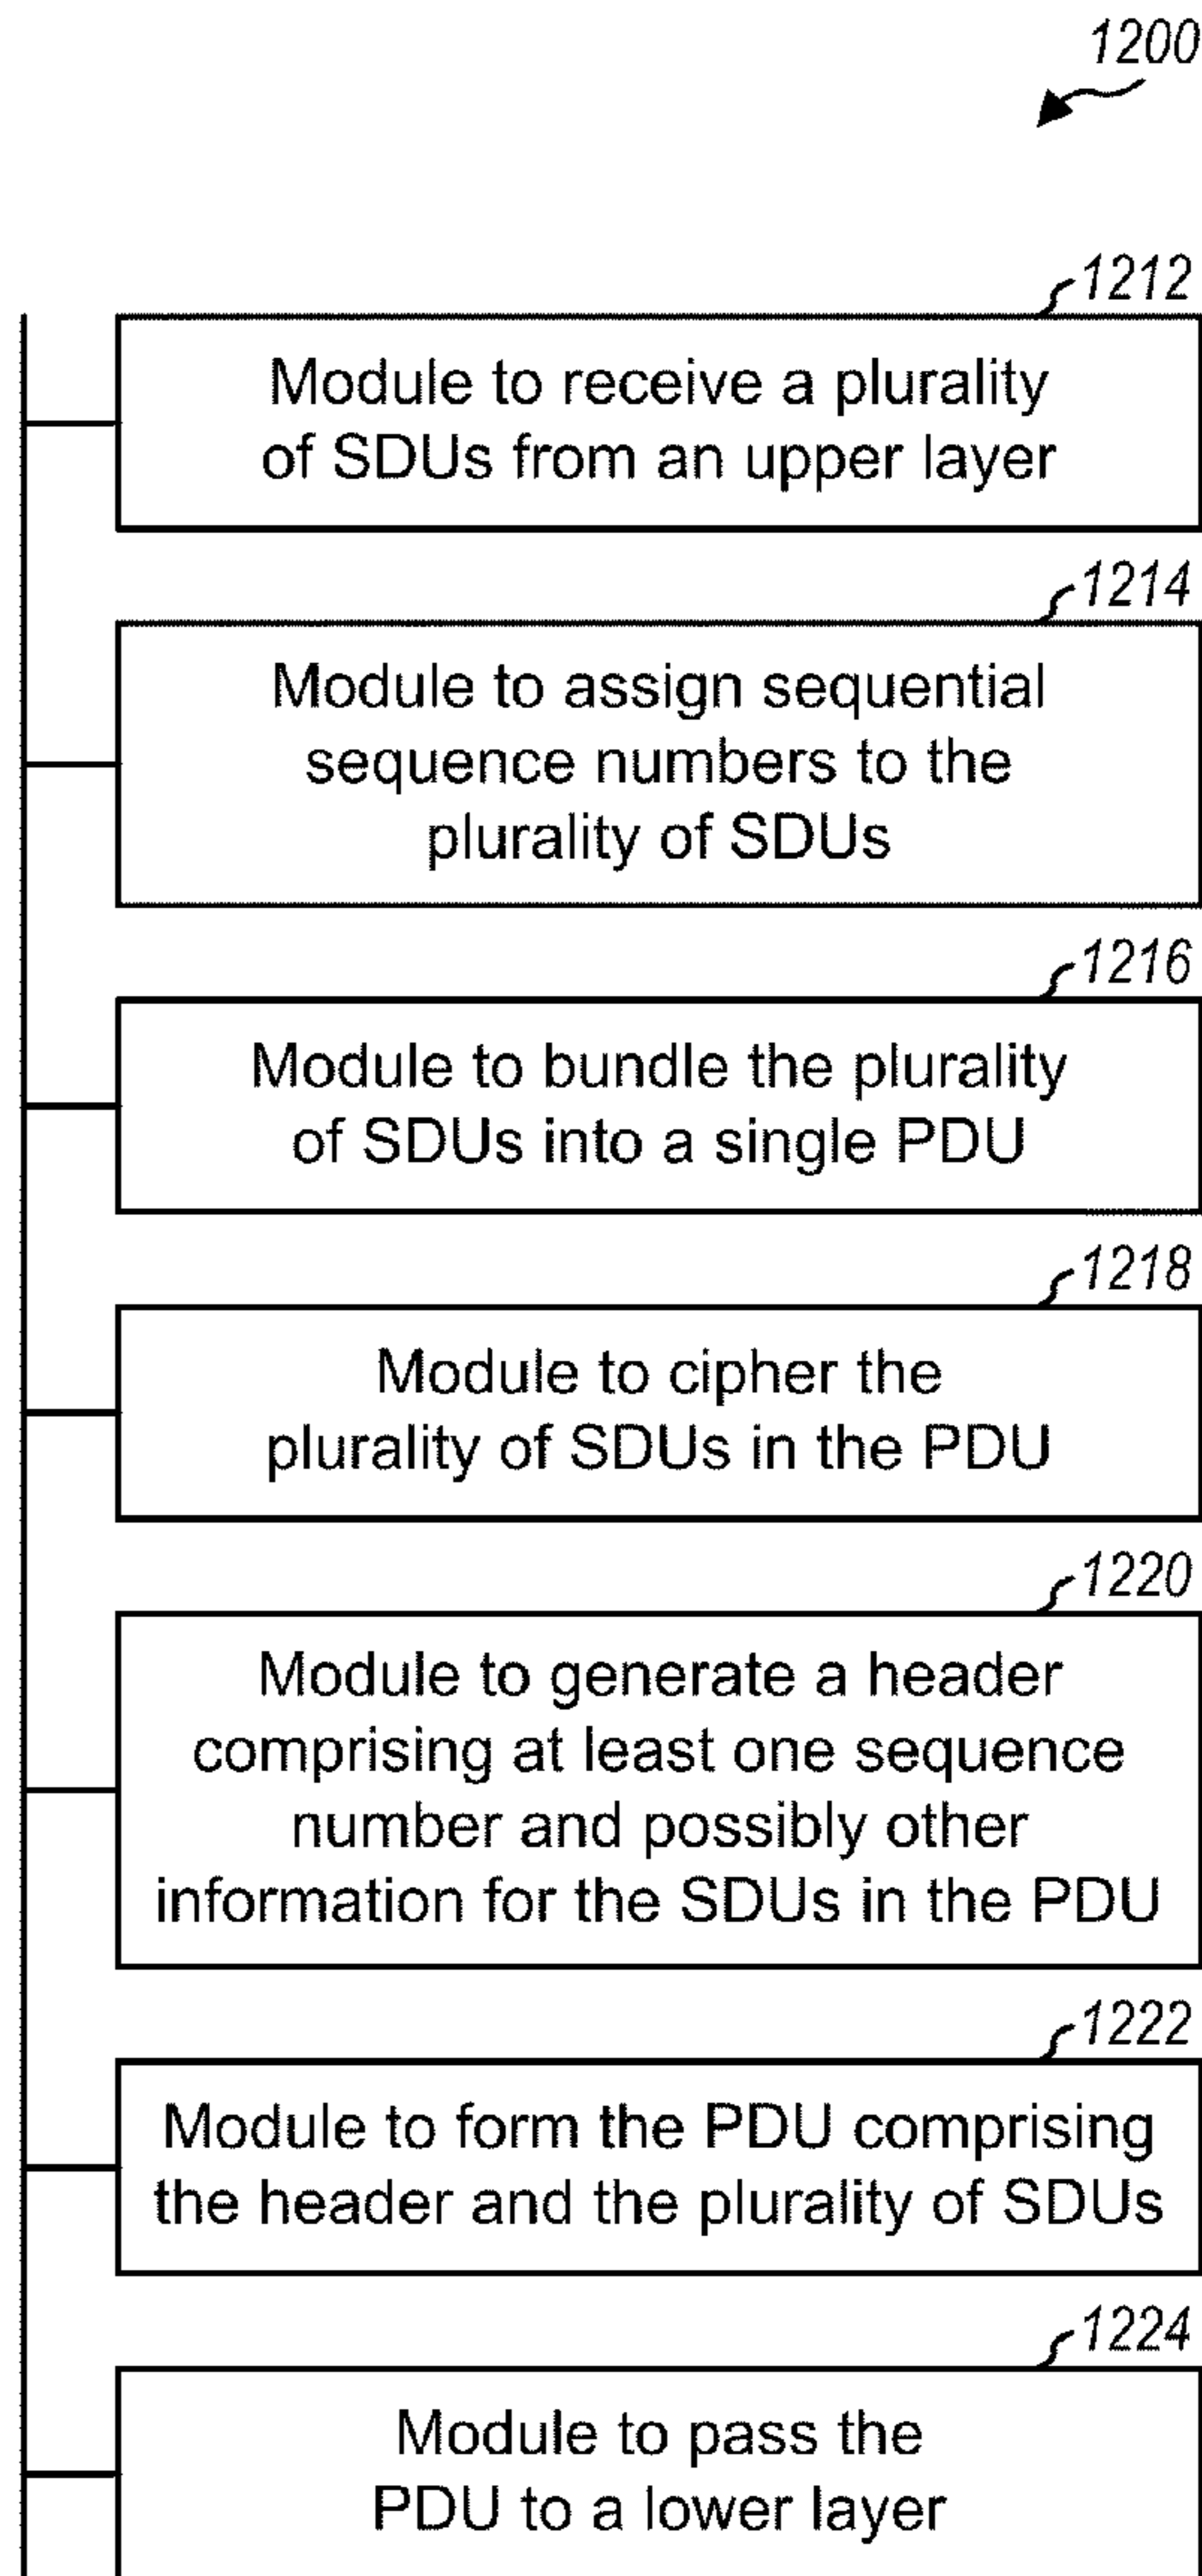 1200
1212
Module to receive a plurality
of SDUs from an upper layer
1214
Module to assign sequential
sequence numbers to the
plurality of SDUs
1216
Module to bundle the plurality
of SDUs into a single PDU
1218
Module to cipher the
plurality of SDUs in the PDU
1220
Module to generate a header
comprising at least one sequence
number and possibly other
information for the SDUs in the PDU
1222
Module to form the PDU comprising
the header and the plurality of SDUs
1224
Module to pass the
PDU to a lower layer